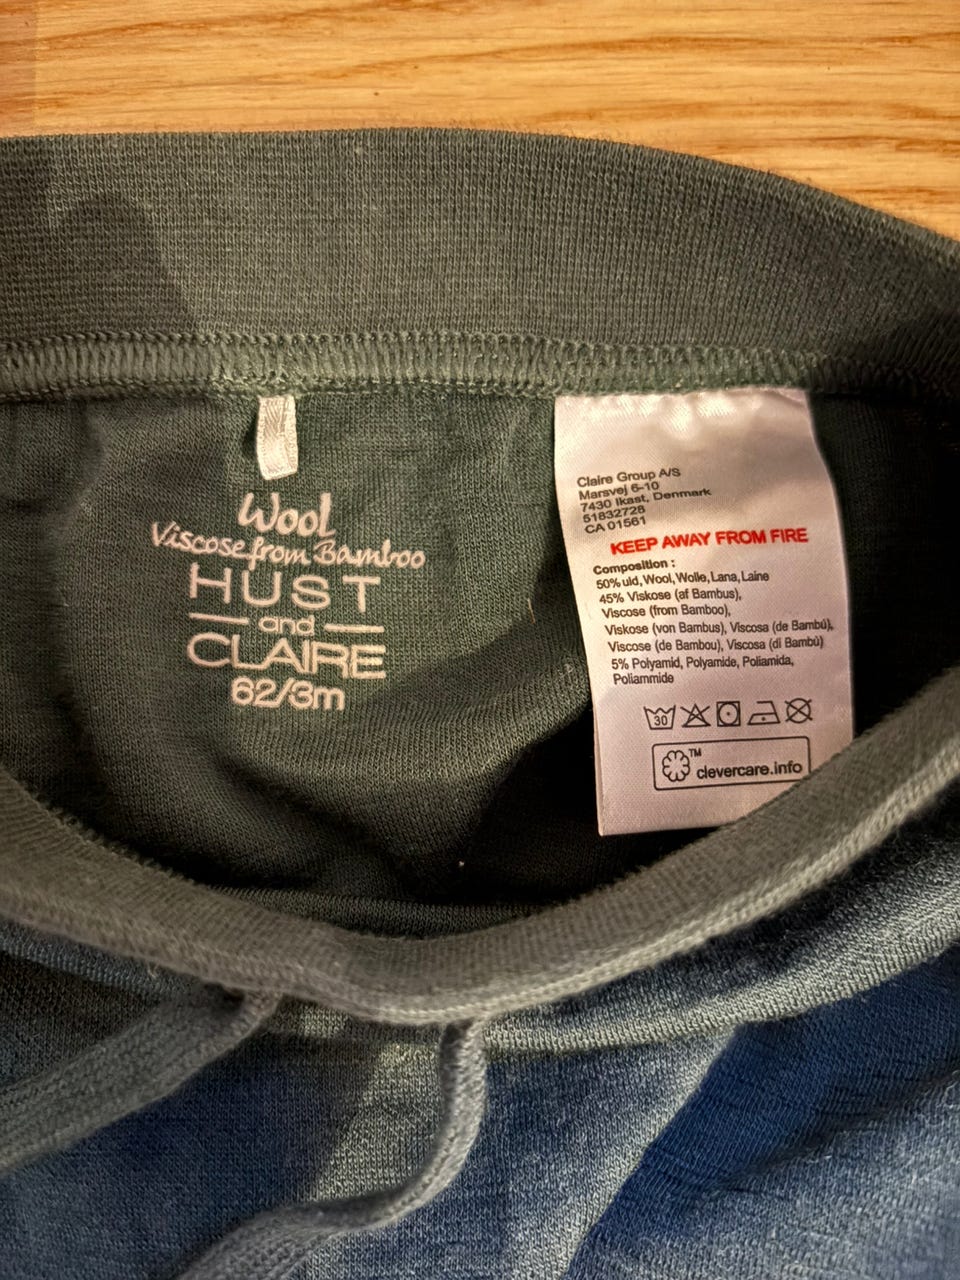 Wool
Viscose from Bamboo
HUST
and
CLAIRE
62/3m
Claire Group A/S
Marsvej 6-10
7430 Ikast, Denmark
51832728
CA 01561
KEEP AWAY FROM FIRE
Composition :
50% uld, Wool, Wolle, Lana, Laine
45% Viskose (af Bambus),
Viscose (from Bamboo),
Viskose (von Bambus), Viscosa (de Bambú),
Viscose (de Bambou), Viscosa (di Bambù)
5% Polyamid, Polyamide, Poliamida,
Poliammide
30
TM
clevercare.info